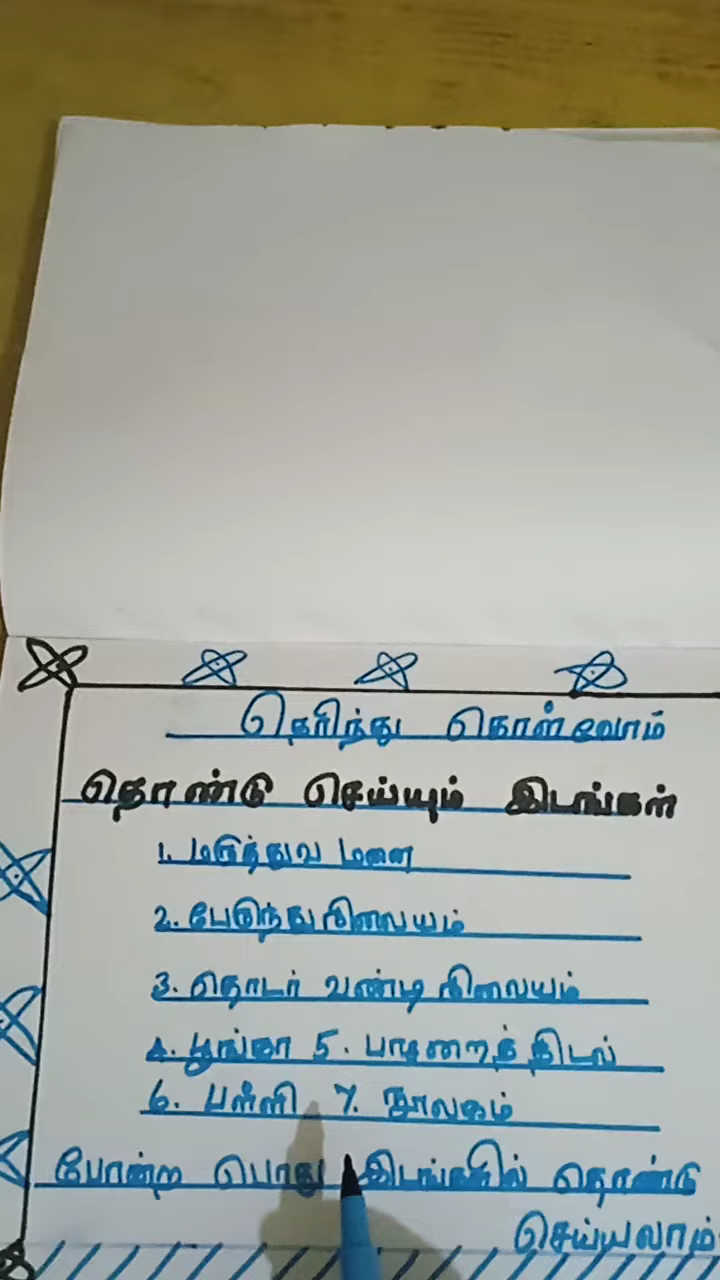 தெரிந்து கொள்வோம்
தொண்டு செய்யும் இடங்கள்
1. மருத்துவ மனை
2. பேருந்துநிலையம்
3. தொடர் வண்டி நிலையம்
4. பூங்கா 5. பாடிணறத் திடல்
6. பள்ளி 7. நூலகம்
போன்ற பொது இடங்களில் தொண்டு
செய்யலாம்